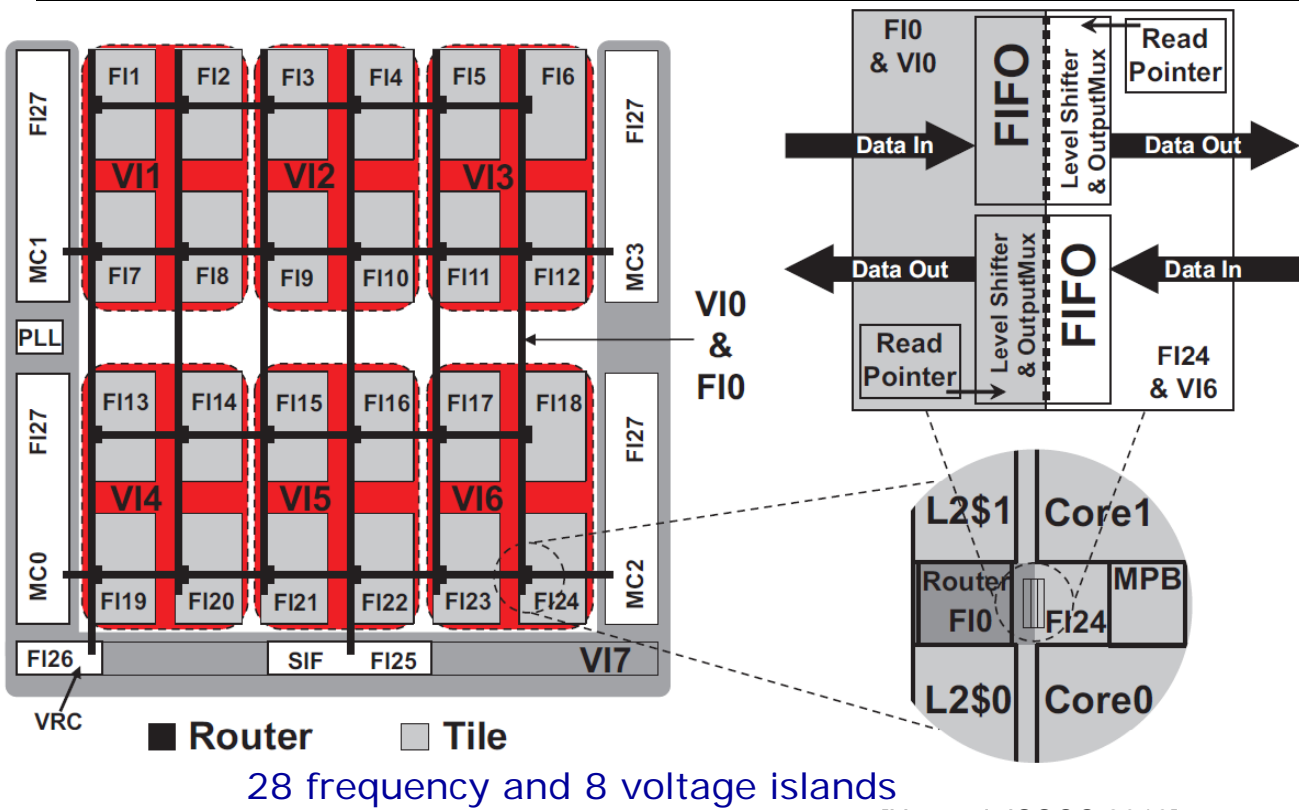 FI1 FI2 FI3 FI4 FI5 FI6
FI27
FI27
VI1 VI2 VI3
MC1
MC3
FI7 FI8 FI9 FI10 FI11 FI12
PLL
VI0
&
FI0
FI27
FI27
FI13 FI14 FI15 FI16 FI17 FI18
VI4 VI5 VI6
MC0
MC2
FI19 FI20 FI21 FI22 FI23 FI24
FI26
SIF FI25
VI7
VRC
Router
Tile
FI0
& VI0
FIFO
Level Shifter
& OutputMux
Read
Pointer
Data In
Data Out
Data Out
Level Shifter
& OutputMux
FIFO
Data In
Read
Pointer
FI24
& VI6
L2$1 Core1
Router
FI0
FI24
MPB
L2$0 Core0
28 frequency and 8 voltage islands